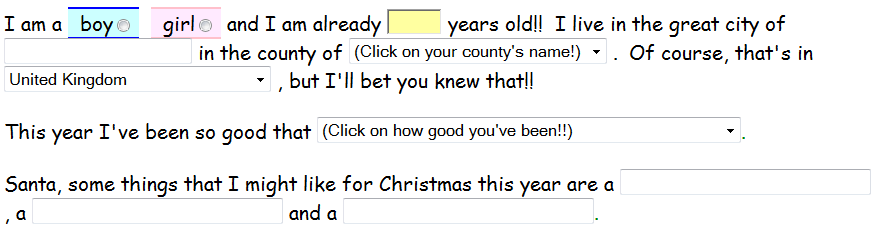 I am a boy girl and I am already years old!! I live in the great city of
in the county of (Click on your county's name!) . Of course, that's in
United Kingdom , but I'll bet you knew that!!
This year I've been so good that (Click on how good you've been!!) .
Santa, some things that I might like for Christmas this year are a
, a and a .